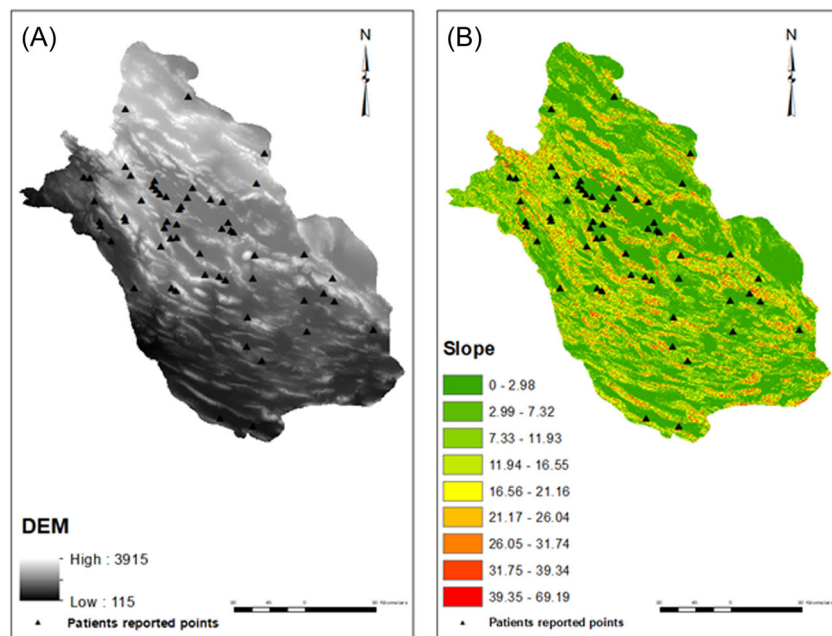 (A)
N
DEM
High : 3915
Low : 115
Patients reported points
(B)
N
Slope
0 - 2.98
2.99 - 7.32
7.33 - 11.93
11.94 - 16.55
16.56 - 21.16
21.17 - 26.04
26.05 - 31.74
31.75 - 39.34
39.35 - 69.19
Patients reported points